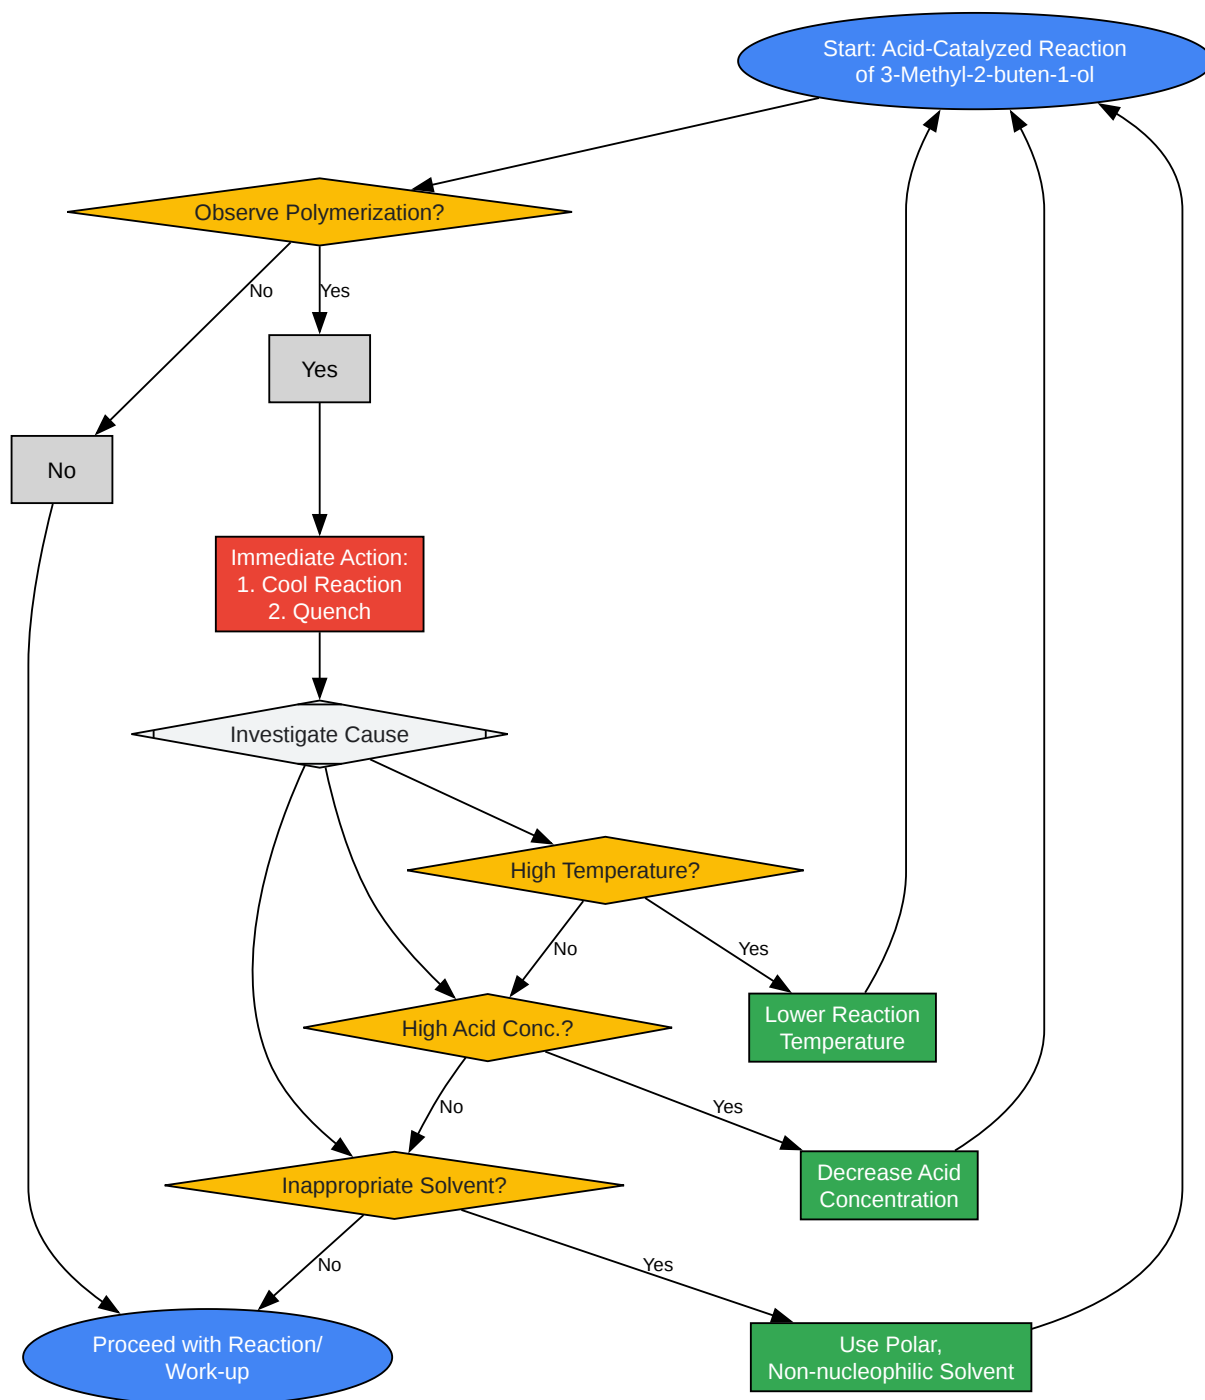 Start: Acid-Catalyzed Reaction
of 3-Methyl-2-buten-1-ol
Observe Polymerization?
No
Yes
Yes
No
Immediate Action:
1. Cool Reaction
2. Quench
Investigate Cause
High Temperature?
No
Yes
Lower Reaction
Temperature
High Acid Conc.?
No
Yes
Decrease Acid
Concentration
Inappropriate Solvent?
No
Yes
Proceed with Reaction/
Work-up
Use Polar,
Non-nucleophilic Solvent